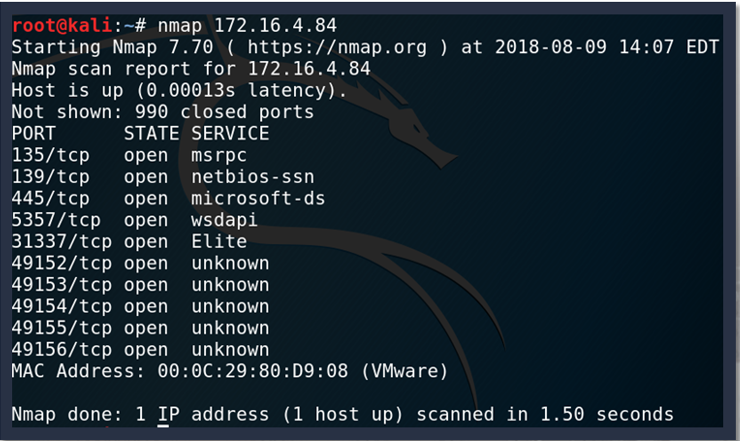 root@kali:~# nmap 172.16.4.84
Starting Nmap 7.70 ( https://nmap.org ) at 2018-08-09 14:07 EDT
Nmap scan report for 172.16.4.84
Host is up (0.00013s latency).
Not shown: 990 closed ports
PORT      STATE SERVICE
135/tcp   open  msrpc
139/tcp   open  netbios-ssn
445/tcp   open  microsoft-ds
5357/tcp  open  wsdapi
31337/tcp open  Elite
49152/tcp open  unknown
49153/tcp open  unknown
49154/tcp open  unknown
49155/tcp open  unknown
49156/tcp open  unknown
MAC Address: 00:0C:29:80:D9:08 (VMware)
Nmap done: 1 IP address (1 host up) scanned in 1.50 seconds